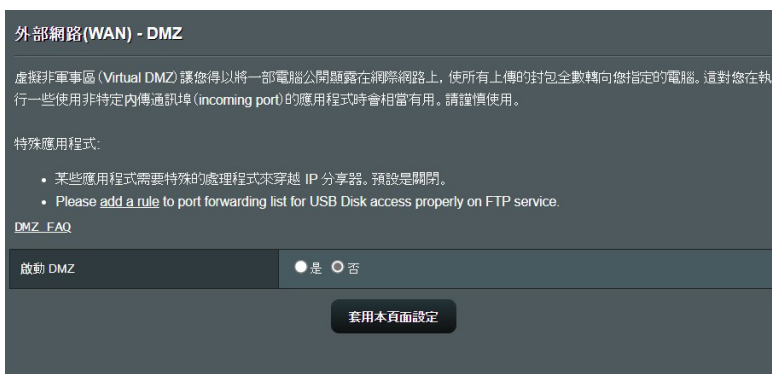 外部網路(WAN) - DMZ
虛擬非軍事區(Virtual DMZ)讓您得以將一部電腦公開顯露在網際網路上，使所有上傳的封包全數轉向您指定的電腦。這對您在執
行一些使用非特定內傳通訊埠(incoming port)的應用程式時會相當有用。請謹慎使用。
特殊應用程式:
• 某些應用程式需要特殊的處理程式來穿越 IP 分享器。預設是關閉。
• Please add a rule to port forwarding list for USB Disk access properly on FTP service.
DMZ FAQ
啟動 DMZ 是 否
套用本頁面設定